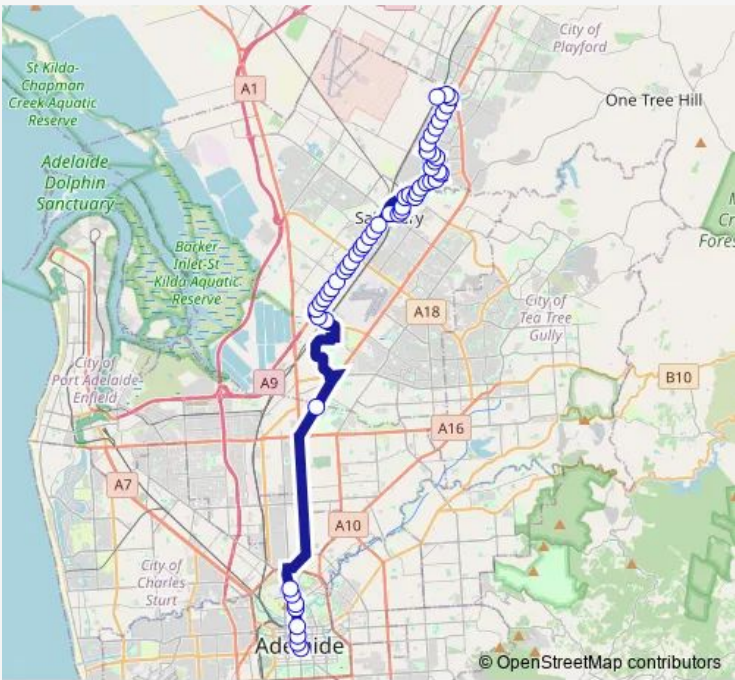 City of
Playford
St Kilda-
Chapman
Creek Aquatic
Reserve
A1
One Tree Hill
Adelaide
Dolphin
Sanctuary
Barker
Inlet-St
Kilda Aquatic
Reserve
A18
City of
Tea Tree
Gully
City of
Port Adelaide
Enfield
A9
B10
A16
A7
A10
City of
Charles
Sturt
© OpenStreetMap contributors